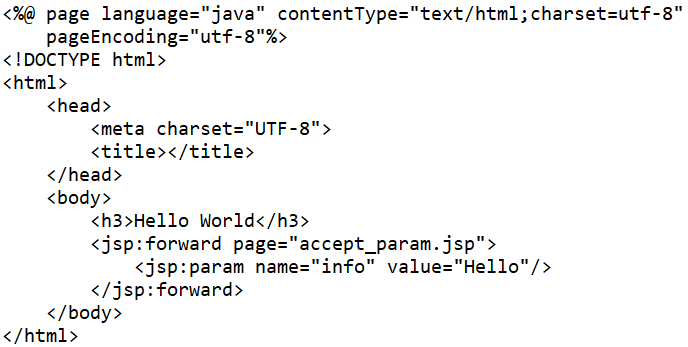 <%@ page language="java" contentType="text/html;charset=utf-8"
    pageEncoding="utf-8"%>
<!DOCTYPE html>
<html>
    <head>
        <meta charset="UTF-8">
        <title></title>
    </head>
    <body>
        <h3>Hello World</h3>
        <jsp:forward page="accept_param.jsp">
            <jsp:param name="info" value="Hello"/>
        </jsp:forward>
    </body>
</html>